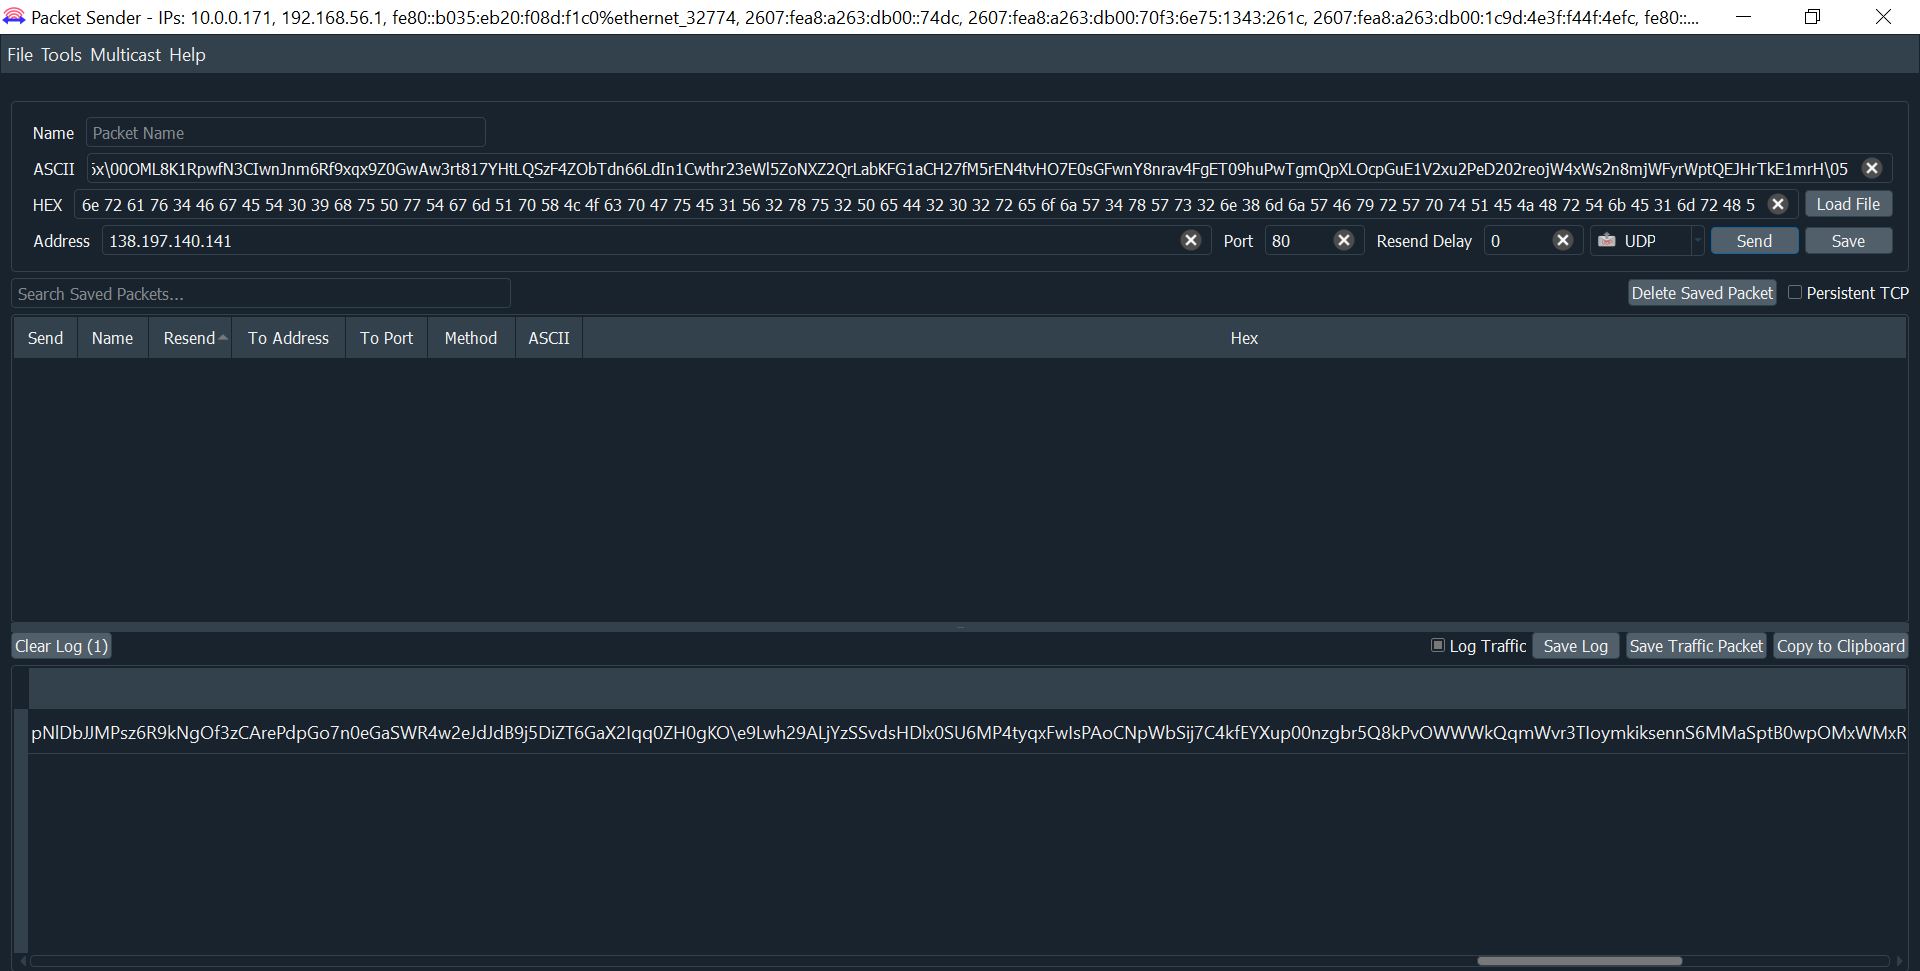 Packet Sender - IPs: 10.0.0.171, 192.168.56.1, fe80::b035:eb20:f08d:f1c0%ethernet_32774, 2607:fea8:a263:db00::74dc, 2607:fea8:a263:db00:70f3:6e75:1343:261c, 2607:fea8:a263:db00:1c9d:4e3f:f44f:4efc, fe80::...
File Tools Multicast Help
Name Packet Name
ASCII 5x\00OML8K1RpwfN3CIwnJnm6Rf9xqx9Z0GwAw3rt817YHtLQSzF4ZObTdn66LdIn1Cwthr23eWl5ZoNXZ2QrLabKFG1aCH27fM5rEN4tvHO7E0sGFwnY8nrav4FgET09huPwTgmQpXLOcpGuE1V2xu2PeD202reojW4xWs2n8mjWFyrWptQEJHrTkE1mrH\05
HEX 6e 72 61 76 34 46 67 45 54 30 39 68 75 50 77 54 67 6d 51 70 58 4c 4f 63 70 47 75 45 31 56 32 78 75 32 50 65 44 32 30 32 72 65 6f 6a 57 34 78 57 73 32 6e 38 6d 6a 57 46 79 72 57 70 74 51 45 4a 48 72 54 6b 45 31 6d 72 48 5 Load File
Address 138.197.140.141 Port 80 Resend Delay 0 UDP Send Save
Search Saved Packets... Delete Saved Packet Persistent TCP
Send Name Resend To Address To Port Method ASCII Hex
Clear Log (1) Log Traffic Save Log Save Traffic Packet Copy to Clipboard
pNlDbJJMPsz6R9kNgOf3zCArePdpGo7n0eGaSWR4w2eJdJdB9j5DiZT6GaX2Iqq0ZH0gKO\e9Lwh29ALjYzSSvdsHDlx0SU6MP4tyqxFwIsPAoCNpWbSij7C4kfEYXup00nzgbr5Q8kPvOWWWkQqmWvr3TIoymkiksennS6MMaSptB0wpOMxWMxR